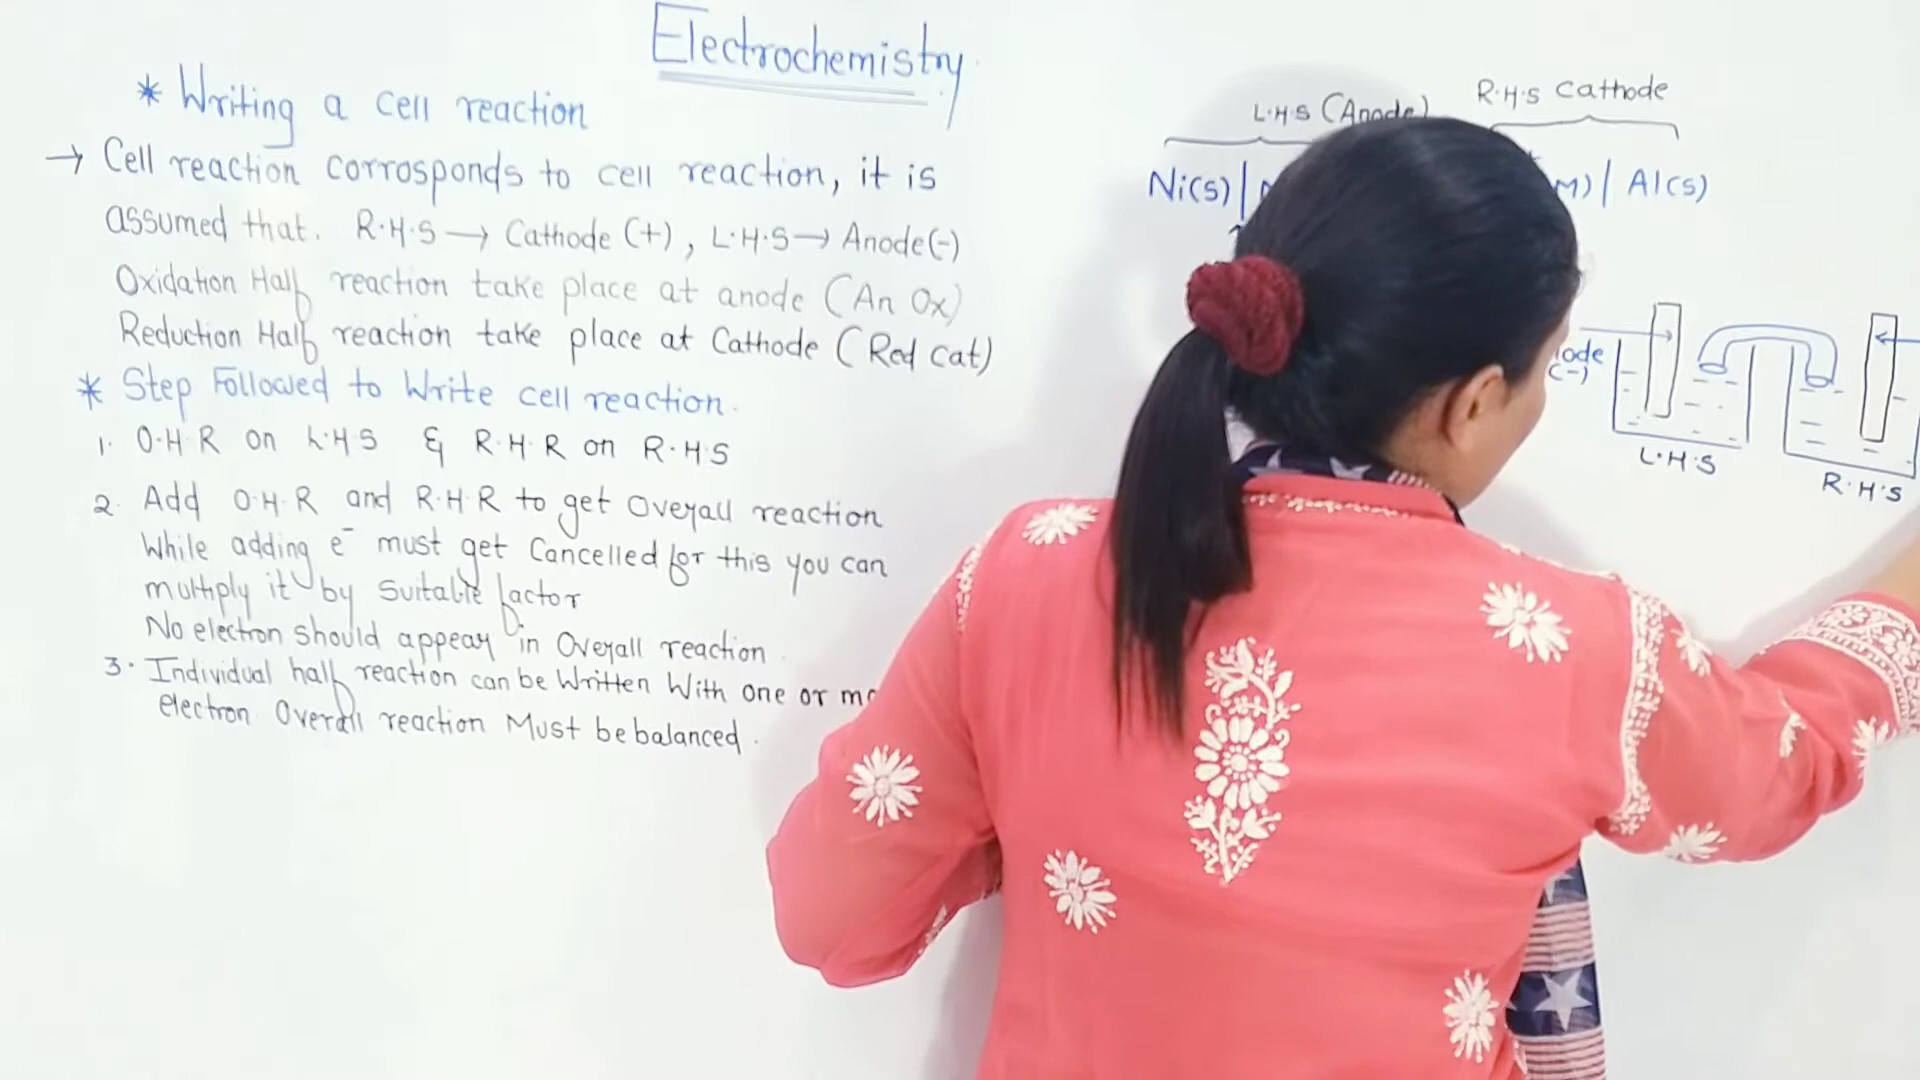 Electrochemistry
* Writing a cell reaction
→ Cell reaction corrosponds to cell reaction, it is
assumed that. R.H.S → Cathode (+), L.H.S → Anode(-)
Oxidation Half reaction take place at anode (An Ox)
Reduction Half reaction take place at Cathode (Red Cat)
* Step Followed to Write cell reaction.
1. O.H.R on L.H.S & R.H.R on R.H.S
2. Add O.H.R and R.H.R to get Overall reaction
While adding e⁻ must get Cancelled for this you can
multiply it by Suitable factor
No electron should appear in Overall reaction.
3. Individual half reaction can be Written With one or
electron. Overall reaction Must be balanced.
L.H.S (Anode)
R.H.S Cathode
Ni(s) |
M) | Al(s)
(-)
L.H.S
R.H.S